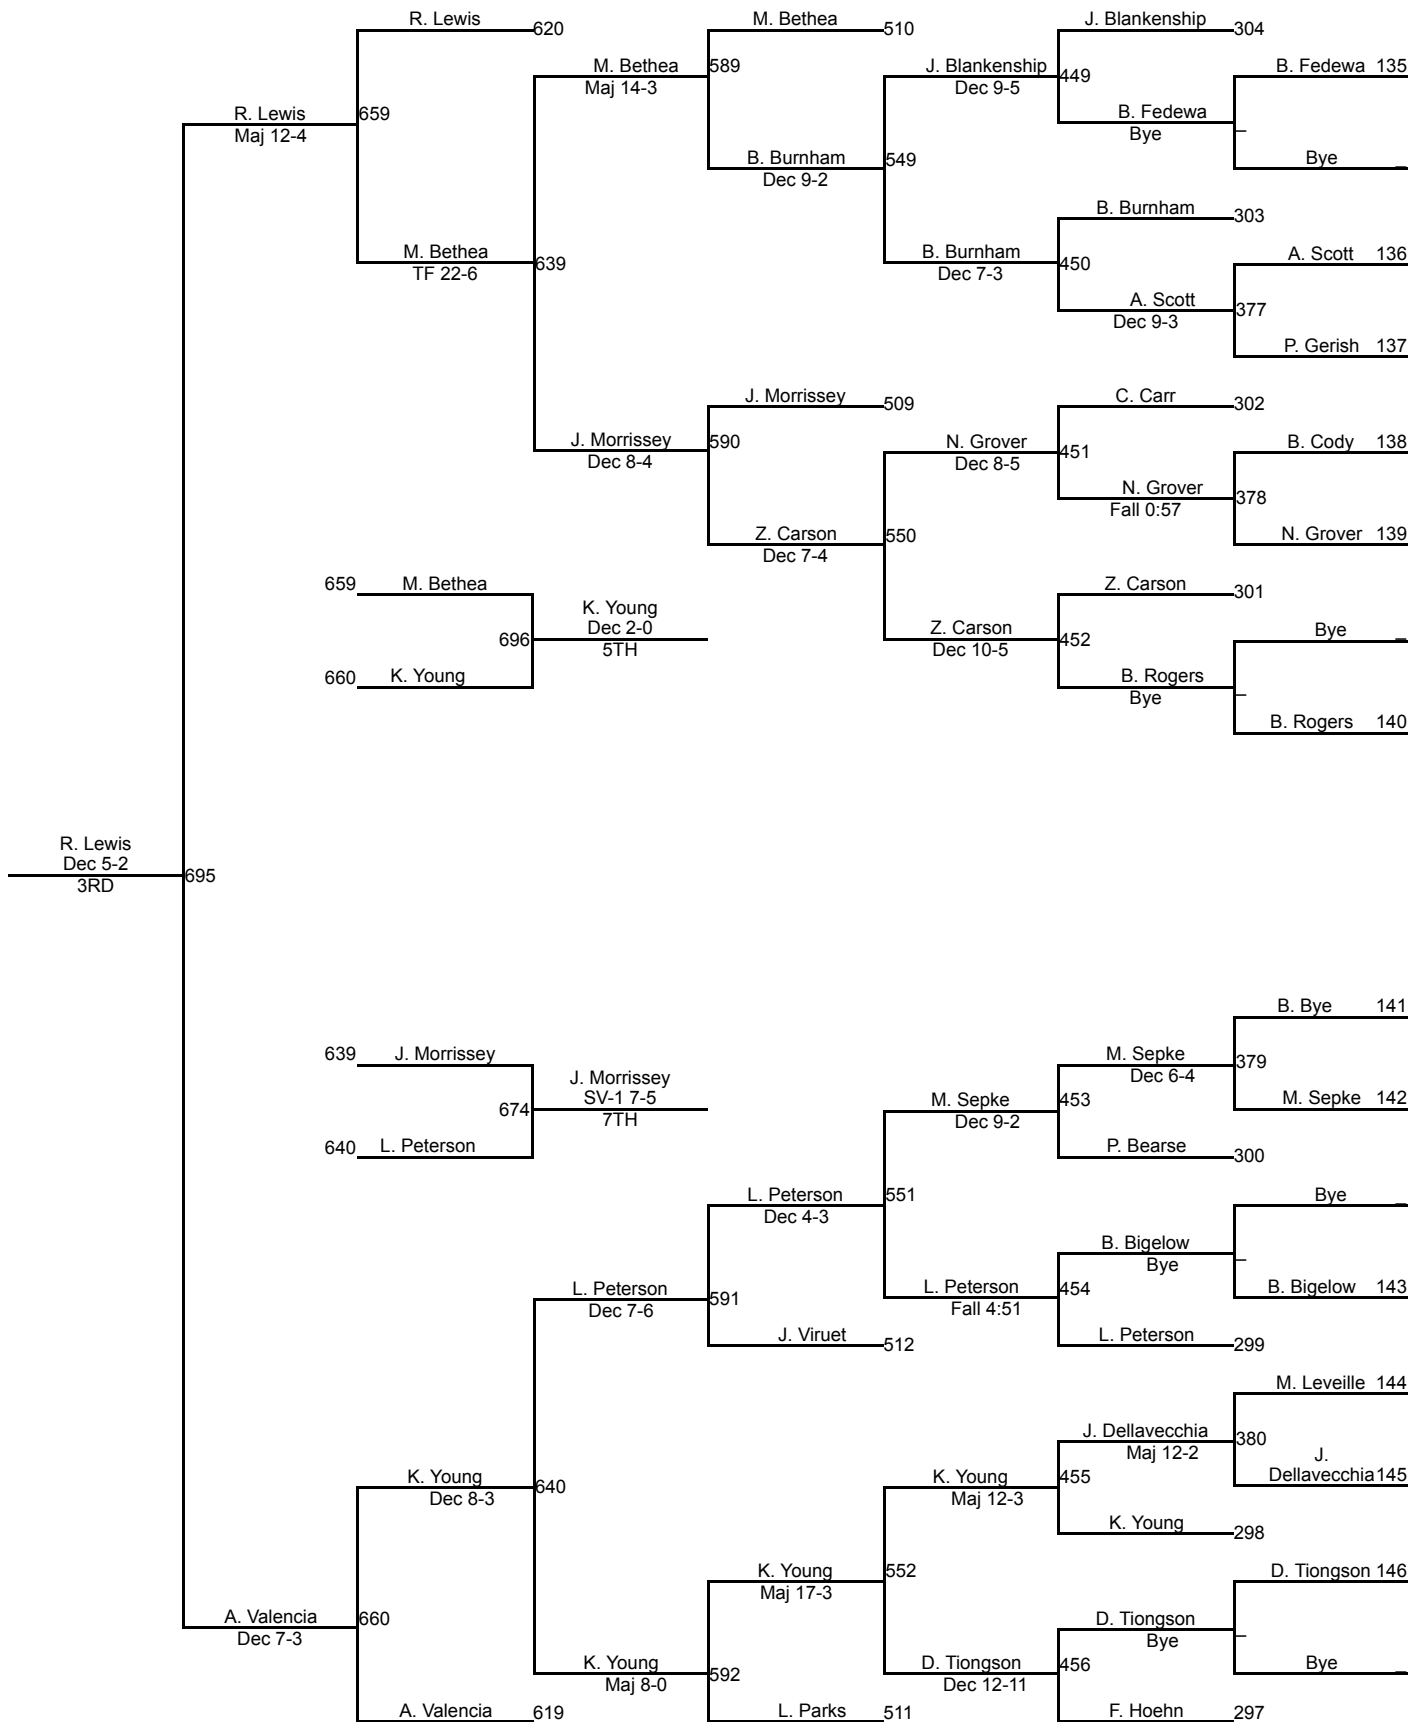 R. Lewis
620
M. Bethea
510
J. Blankenship
304
M. Bethea
Maj 14-3
589
J. Blankenship
Dec 9-5
449
B. Fedewa 135
R. Lewis
Maj 12-4
659
B. Fedewa
Bye
_
B. Burnham
Dec 9-2
549
Bye _
B. Burnham
303
M. Bethea
TF 22-6
639
B. Burnham
Dec 7-3
450
A. Scott 136
A. Scott
Dec 9-3
377
P. Gerish 137
J. Morrissey
509
C. Carr
302
J. Morrissey
Dec 8-4
590
N. Grover
Dec 8-5
451
B. Cody 138
N. Grover
Fall 0:57
378
Z. Carson
Dec 7-4
550
N. Grover 139
659 M. Bethea
Z. Carson
301
K. Young
Dec 2-0
5TH
696
Z. Carson
Dec 10-5
452
Bye _
660 K. Young
B. Rogers
Bye
_
B. Rogers 140
R. Lewis
Dec 5-2
3RD
695
B. Bye 141
639 J. Morrissey
M. Sepke
Dec 6-4
379
J. Morrissey
SV-1 7-5
7TH
674
M. Sepke
Dec 9-2
453
M. Sepke 142
640 L. Peterson
P. Bearse
300
L. Peterson
Dec 4-3
551
Bye _
B. Bigelow
Bye
_
L. Peterson
Dec 7-6
591
L. Peterson
Fall 4:51
454
B. Bigelow 143
J. Viruet
512
L. Peterson
299
M. Leveille 144
J. Dellavecchia
Maj 12-2
380
J.
Dellavecchia 145
K. Young
Dec 8-3
640
K. Young
Maj 12-3
455
K. Young
298
K. Young
Maj 17-3
552
D. Tiongson 146
A. Valencia
Dec 7-3
660
D. Tiongson
Bye
_
K. Young
Maj 8-0
592
D. Tiongson
Dec 12-11
456
Bye _
A. Valencia
619
L. Parks
511
F. Hoehn
297